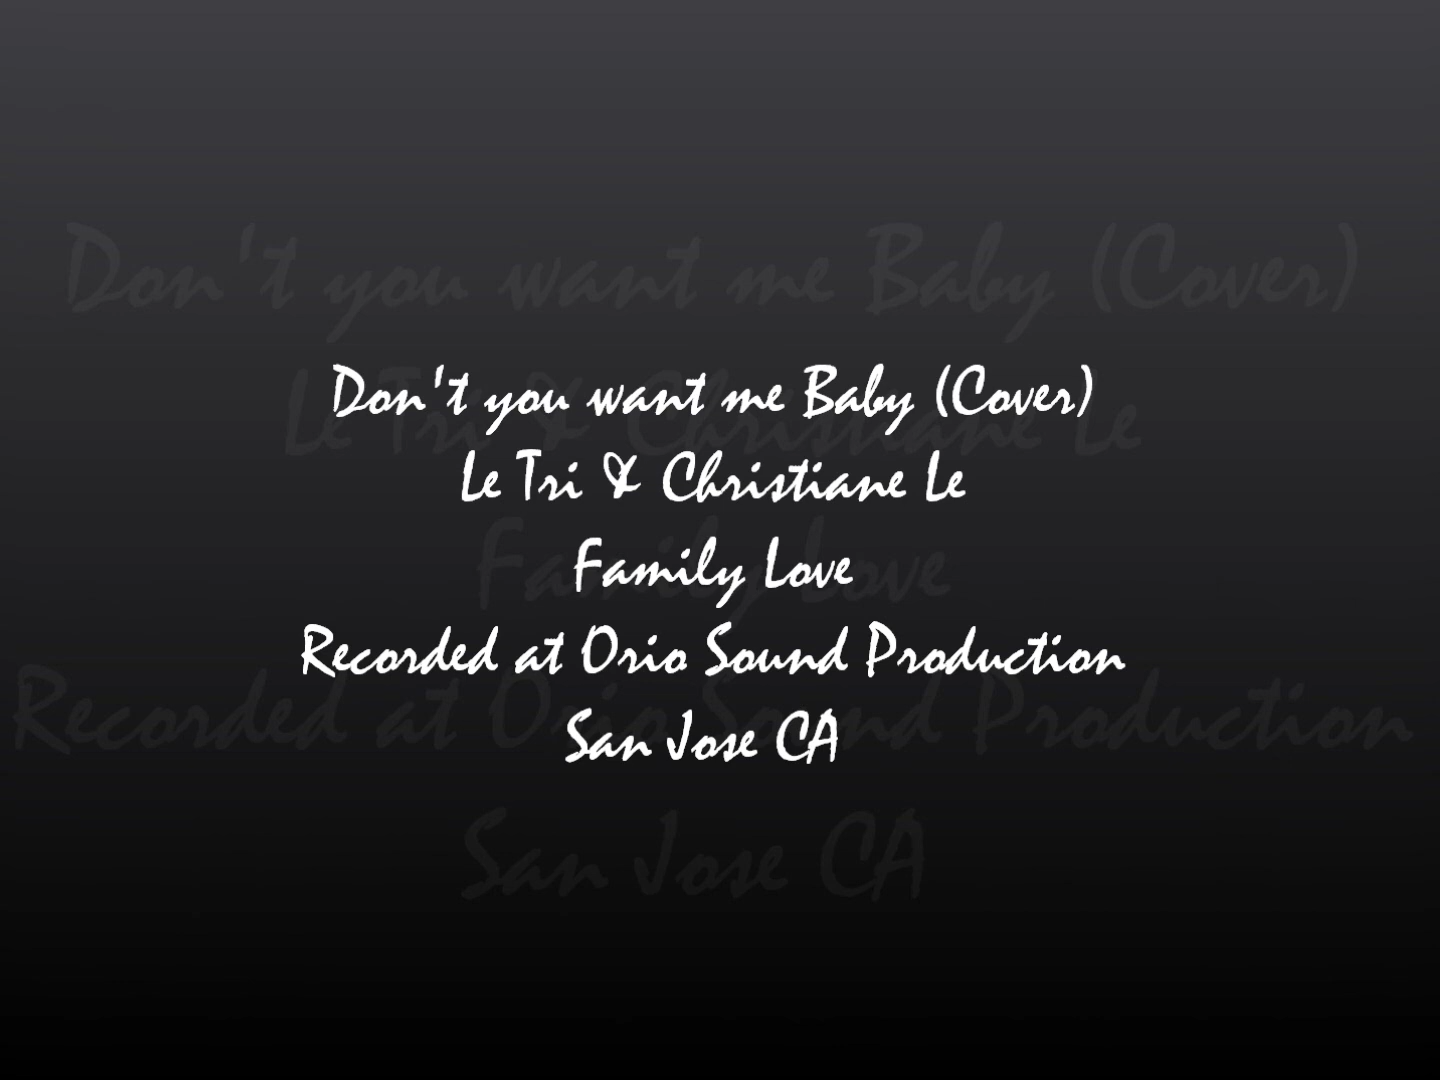 Don't you want me Baby (Cover)
Le Tri & Christiane Le
Family Love
Recorded at Orio Sound Production
San Jose CA